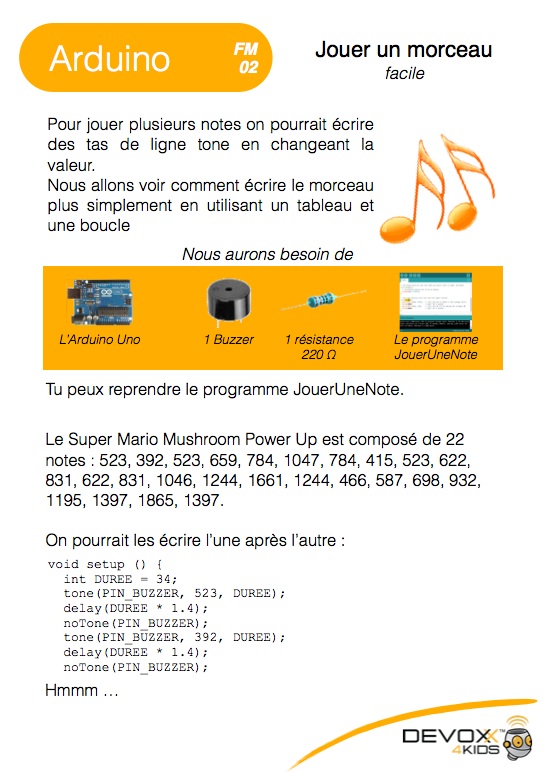 Arduino
FM
02
Jouer un morceau
facile
Pour jouer plusieurs notes on pourrait écrire
des tas de ligne tone en changeant la
valeur.
Nous allons voir comment écrire le morceau
plus simplement en utilisant un tableau et
une boucle
Nous aurons besoin de
L'Arduino Uno
1 Buzzer
1 résistance
220 Ω
Le programme
JouerUneNote
Tu peux reprendre le programme JouerUneNote.
Le Super Mario Mushroom Power Up est composé de 22
notes : 523, 392, 523, 659, 784, 1047, 784, 415, 523, 622,
831, 622, 831, 1046, 1244, 1661, 1244, 466, 587, 698, 932,
1195, 1397, 1865, 1397.
On pourrait les écrire l'une après l'autre :
void setup () {
int DUREE = 34;
tone(PIN_BUZZER, 523, DUREE);
delay(DUREE * 1.4);
noTone(PIN_BUZZER);
tone(PIN_BUZZER, 392, DUREE);
delay(DUREE * 1.4);
noTone(PIN_BUZZER);
Hmmm …
DEVOXX™
4KIDS